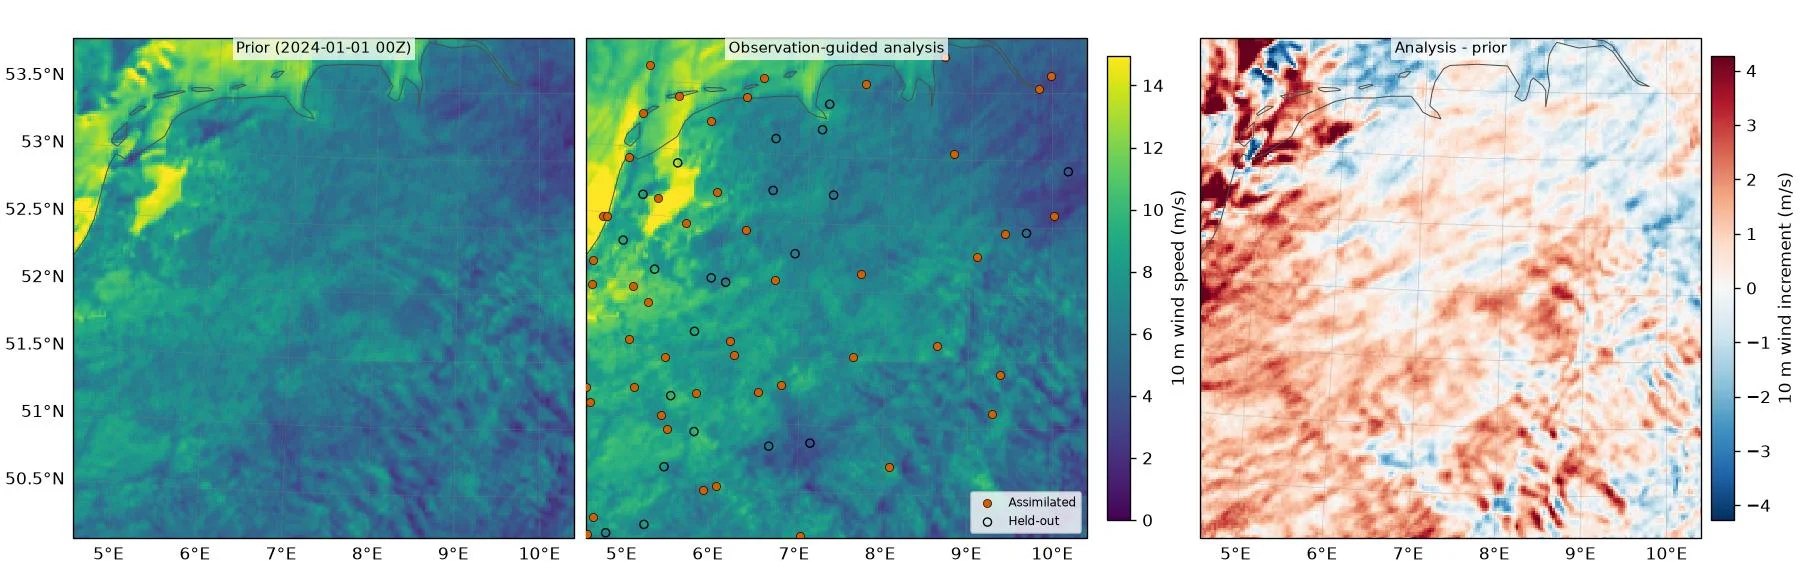 Prior (2024-01-01 00Z)
Observation-guided analysis
Analysis - prior
53.5°N
53°N
52.5°N
52°N
51.5°N
51°N
50.5°N
5°E
6°E
7°E
8°E
9°E
10°E
5°E
6°E
7°E
8°E
9°E
10°E
Assimilated
Held-out
14
12
10
8
6
4
2
0
10 m wind speed (m/s)
5°E
6°E
7°E
8°E
9°E
10°E
4
3
2
1
0
−1
−2
−3
−4
10 m wind increment (m/s)